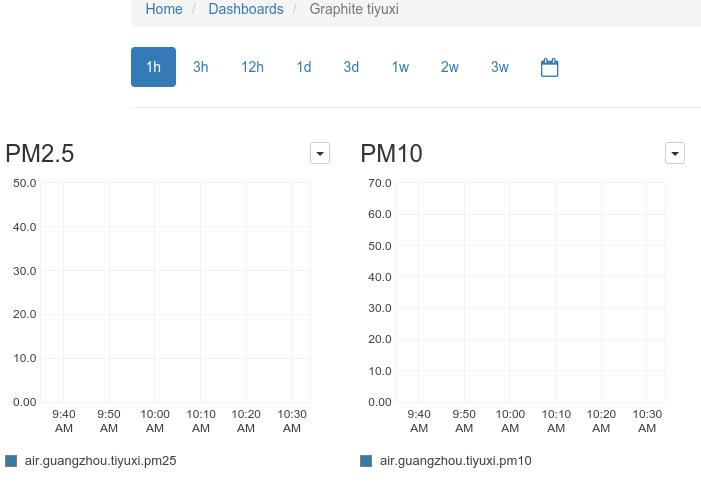 Home / Dashboards / Graphite tiyuxi
1h 3h 12h 1d 3d 1w 2w 3w
PM2.5
50.0
40.0
30.0
20.0
10.0
0.00
9:40 AM 9:50 AM 10:00 AM 10:10 AM 10:20 AM 10:30 AM
air.guangzhou.tiyuxi.pm25
PM10
70.0
60.0
50.0
40.0
30.0
20.0
10.0
0.00
9:40 AM 9:50 AM 10:00 AM 10:10 AM 10:20 AM 10:30 AM
air.guangzhou.tiyuxi.pm10